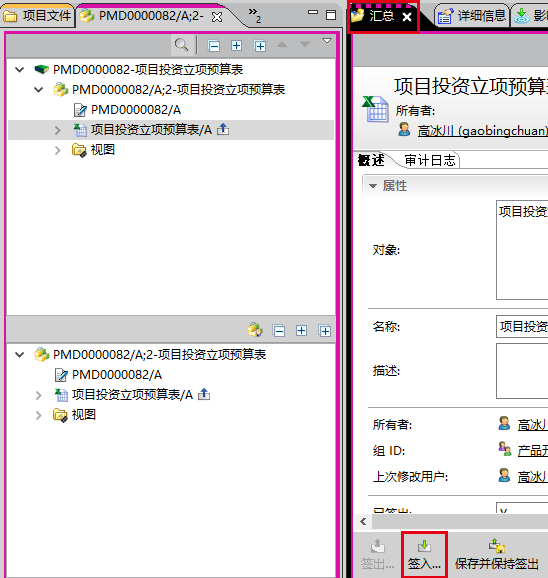 项目文件
PMD0000082/A;2-
2
PMD0000082-项目投资立项预算表
PMD0000082/A;2-项目投资立项预算表
PMD0000082/A
项目投资立项预算表/A
视图
PMD0000082/A;2-项目投资立项预算表
PMD0000082/A
项目投资立项预算表/A
视图
汇总
详细信息
影
项目投资立项预算
所有者:
高冰川 (gaobingchuan)
概述
审计日志
属性
对象:
项目投
名称:
项目投资
描述:
所有者:
高冰川
组 ID:
产品开
上次修改用户:
高冰川
已签出:
Y
签出...
签入...
保存并保持签出